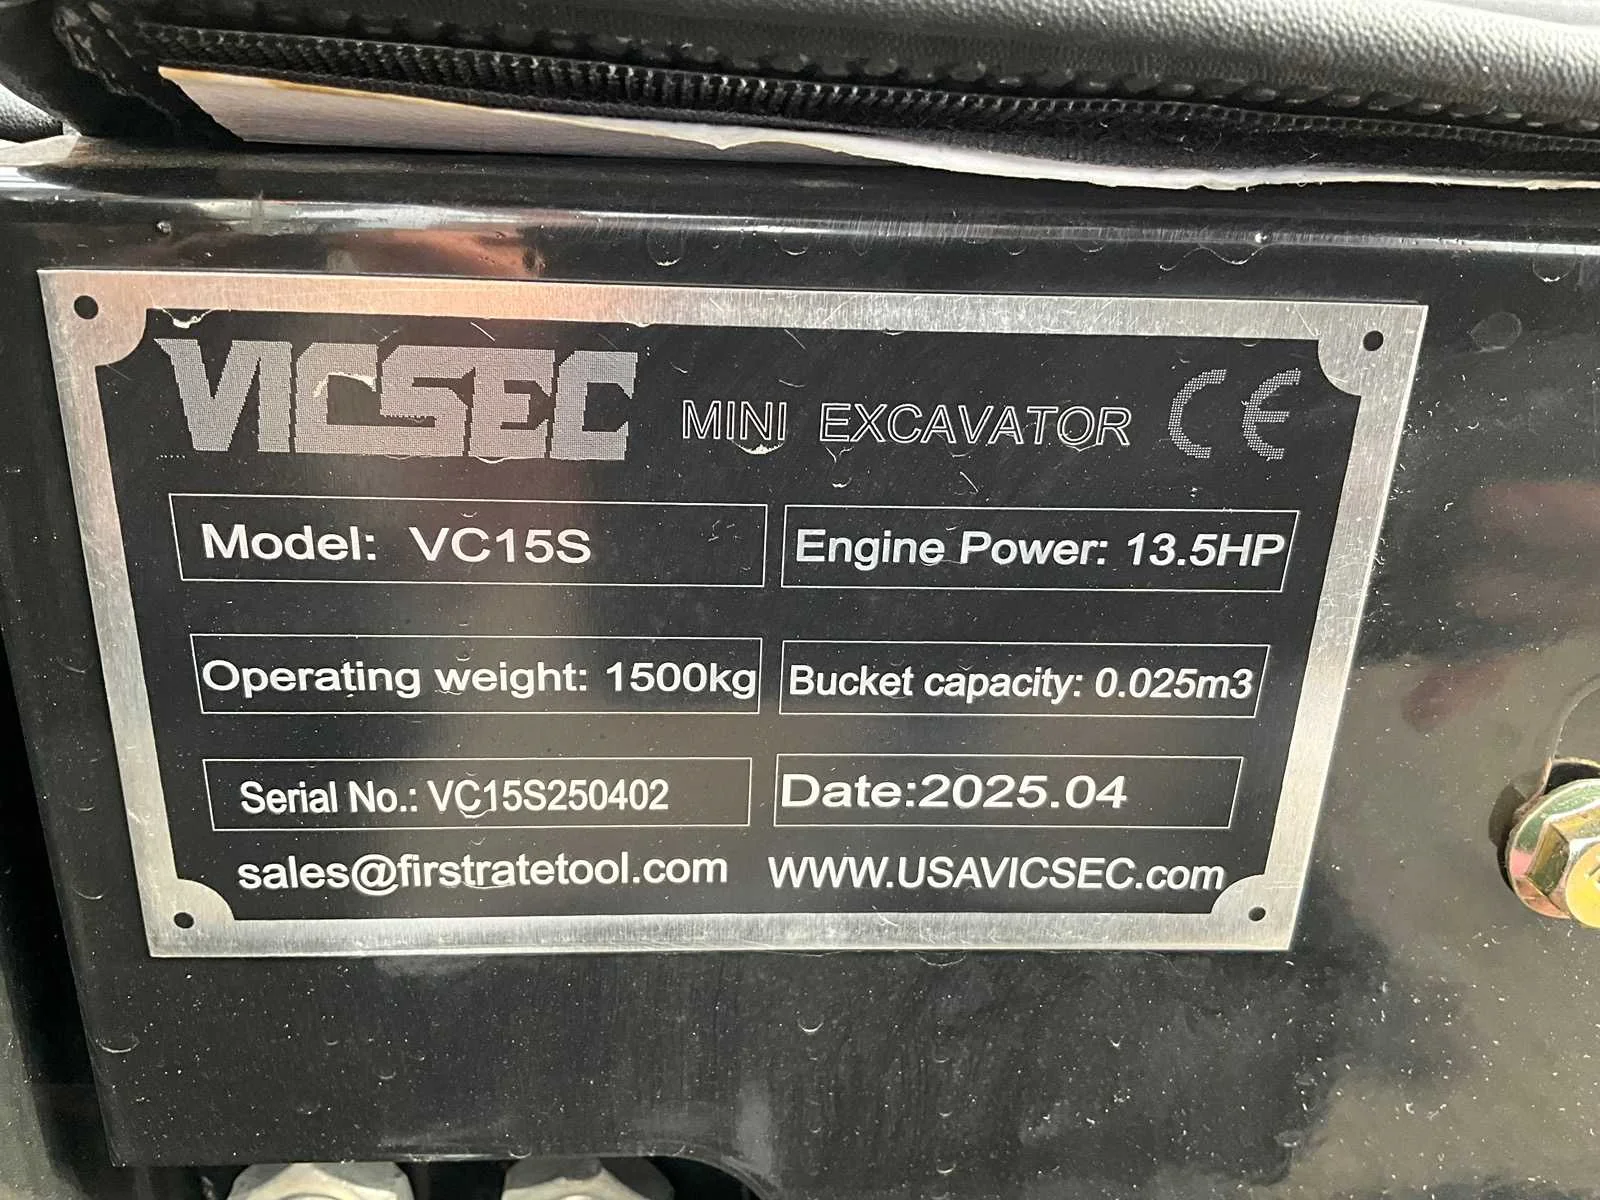 VICSEC MINI EXCAVATOR CE
Model: VC15S
Engine Power: 13.5HP
Operating weight: 1500kg
Bucket capacity: 0.025m3
Serial No.: VC15S250402
Date:2025.04
sales@firstratetool.com WWW.USAVICSEC.com